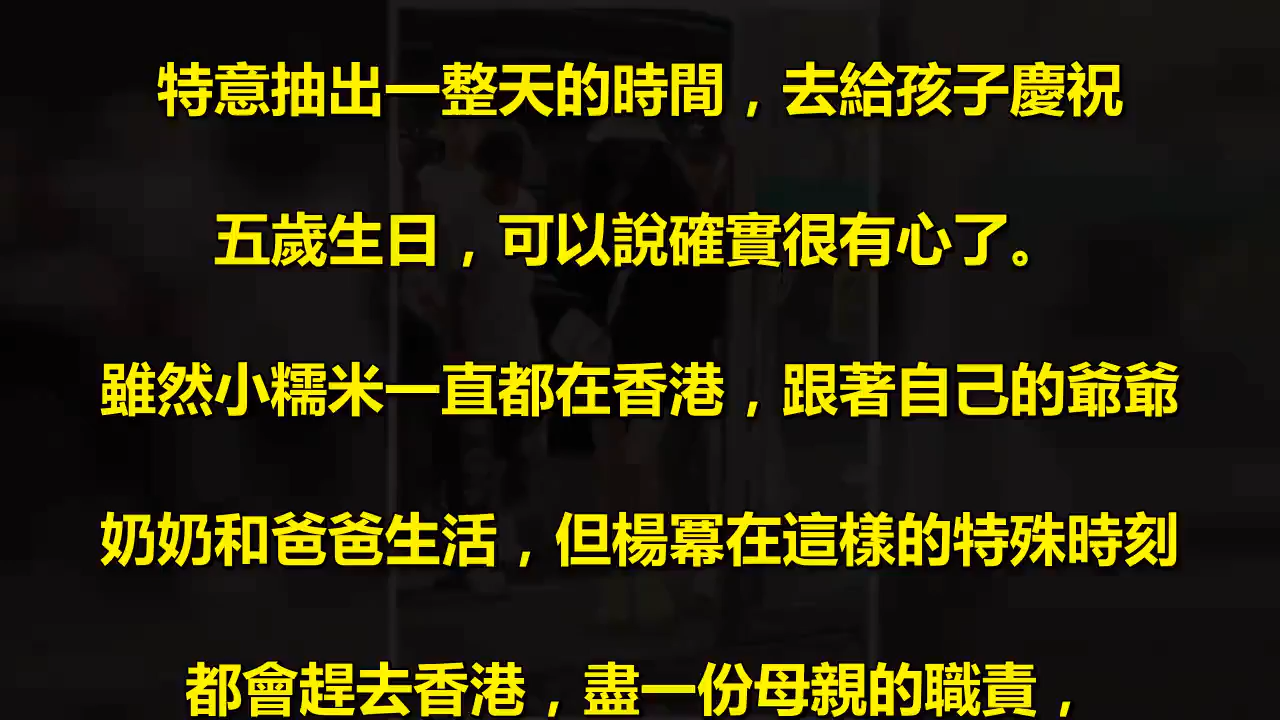 特意抽出一整天的時間，去給孩子慶祝
五歲生日，可以說確實很有心了。
雖然小糯米一直都在香港，跟著自己的爺爺
奶奶和爸爸生活，但楊冪在這樣的特殊時刻
都會趕去香港，盡一份母親的職責，